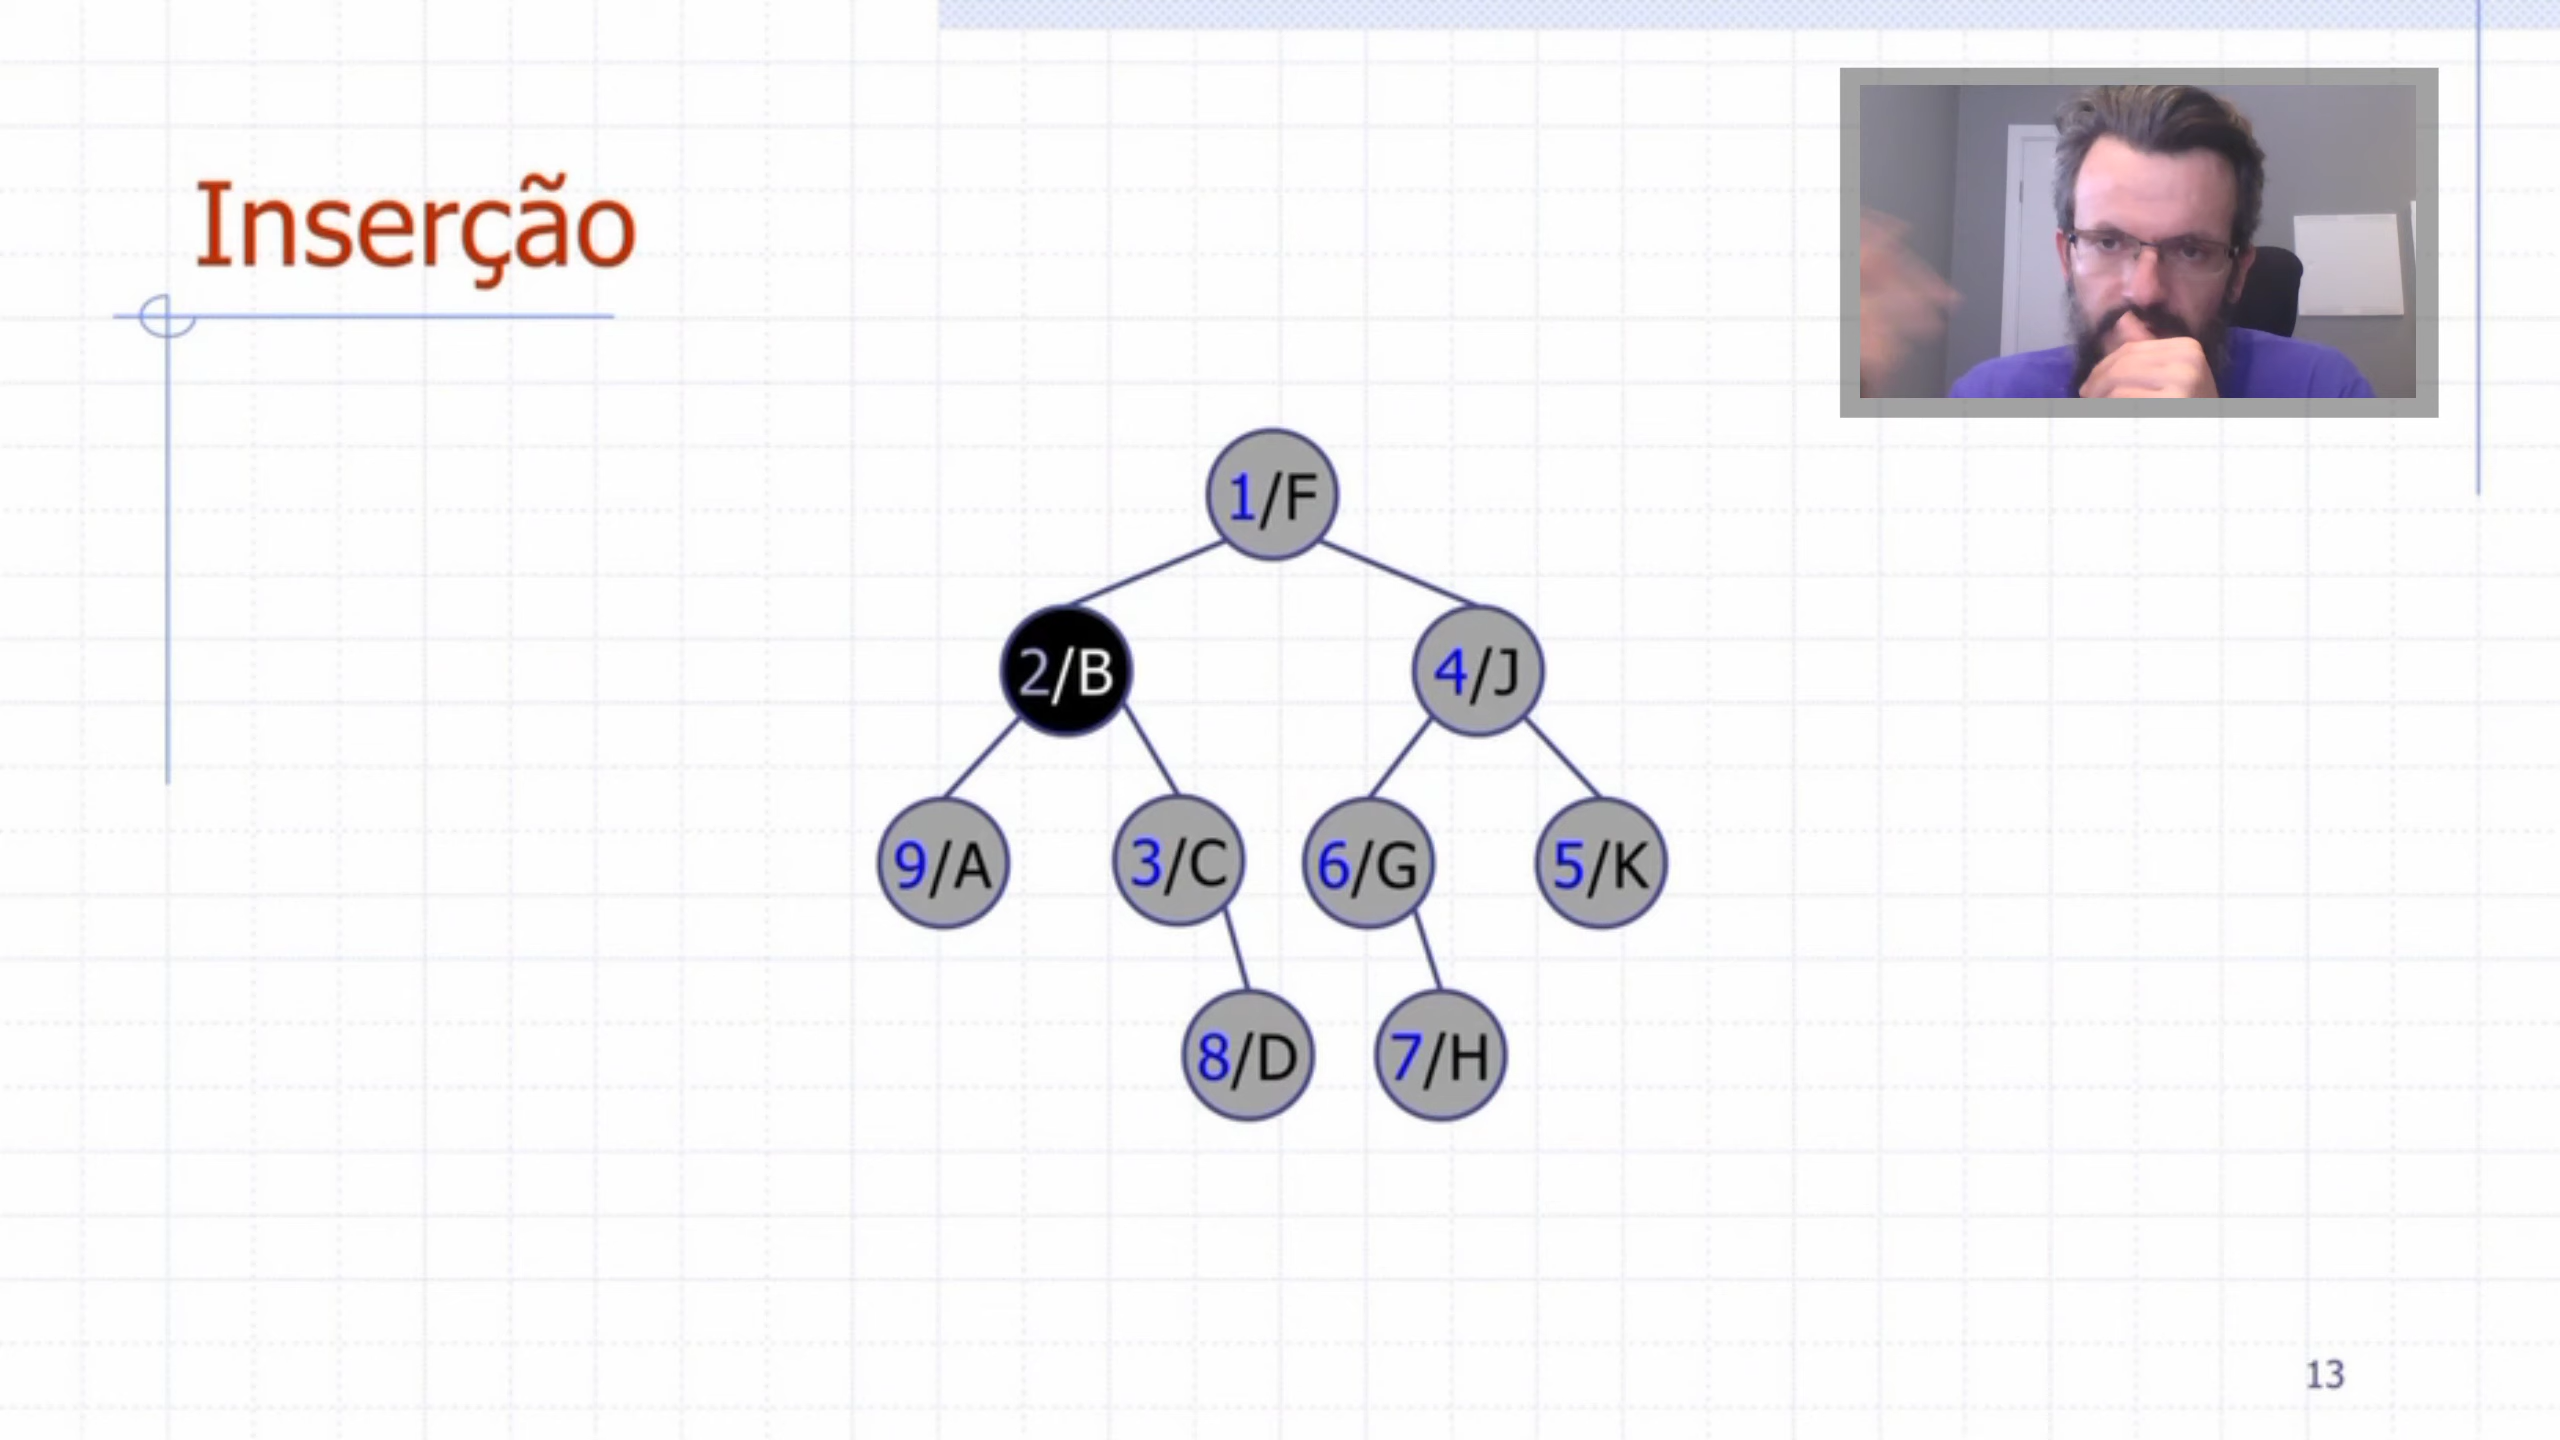 Inserção
1/F
2/B
4/J
9/A
3/C
6/G
5/K
8/D
7/H
13